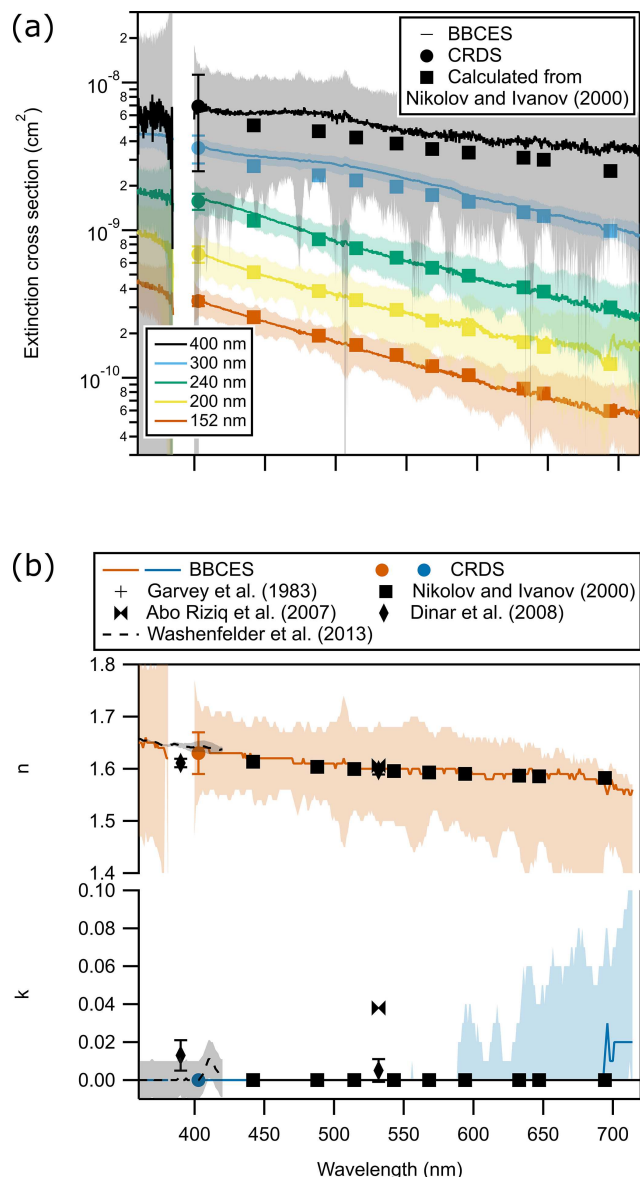 (a)
BBCES
CRDS
Calculated from
Nikolov and Ivanov (2000)
Extinction cross section (cm2)
2
10-8
8
6
4
2
10-9
8
6
4
2
10-10
8
6
4
400 nm
300 nm
240 nm
200 nm
152 nm
(b)
BBCES CRDS
Garvey et al. (1983) Nikolov and Ivanov (2000)
Abo Riziq et al. (2007) Dinar et al. (2008)
Washenfelder et al. (2013)
n
1.8
1.7
1.6
1.5
1.4
k
0.10
0.08
0.06
0.04
0.02
0.00
400 450 500 550 600 650 700
Wavelength (nm)